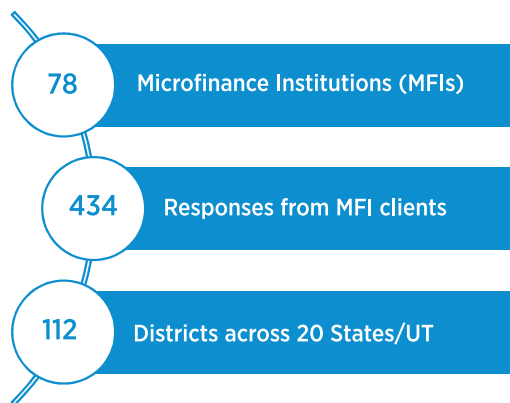 78
Microfinance Institutions (MFIs)
434
Responses from MFI clients
112
Districts across 20 States/UT